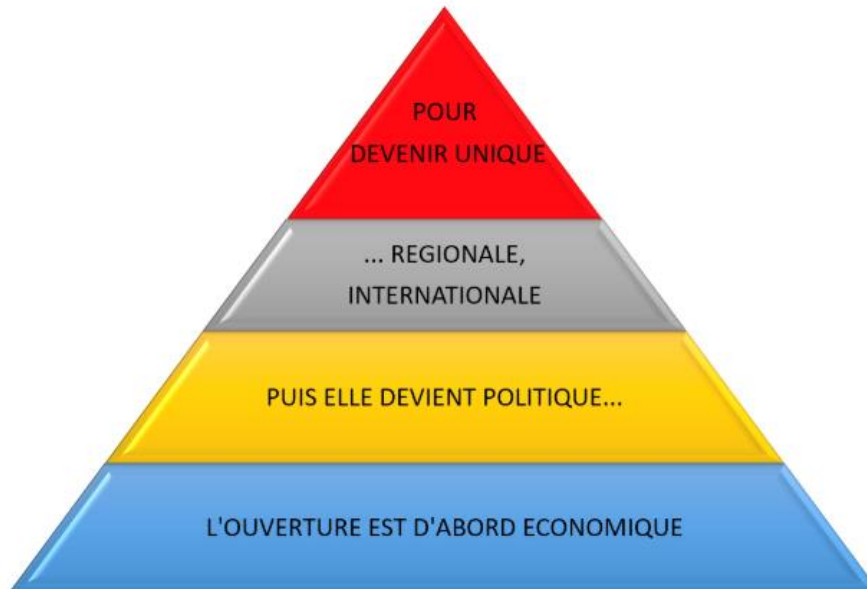 POUR
DEVENIR UNIQUE
... REGIONALE,
INTERNATIONALE
PUIS ELLE DEVIENT POLITIQUE...
L'OUVERTURE EST D'ABORD ECONOMIQUE